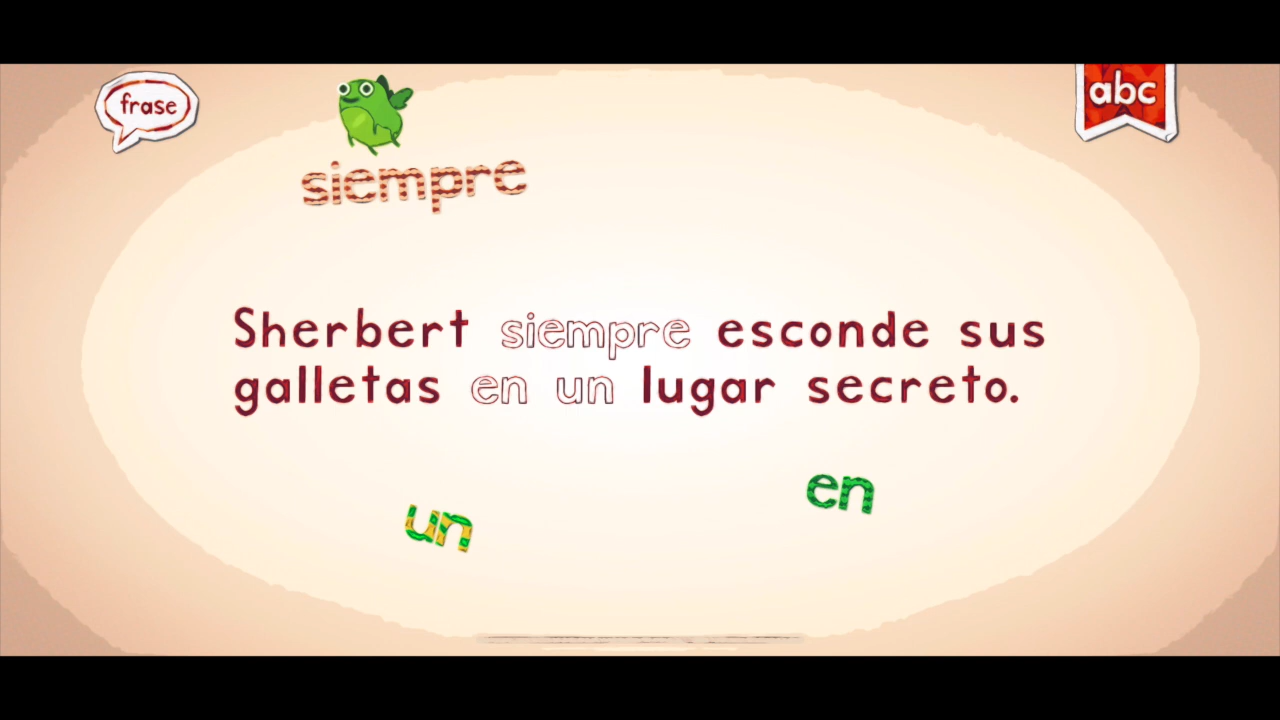 frase
abc
siempre
Sherbert siempre esconde sus
galletas en un lugar secreto.
en
un